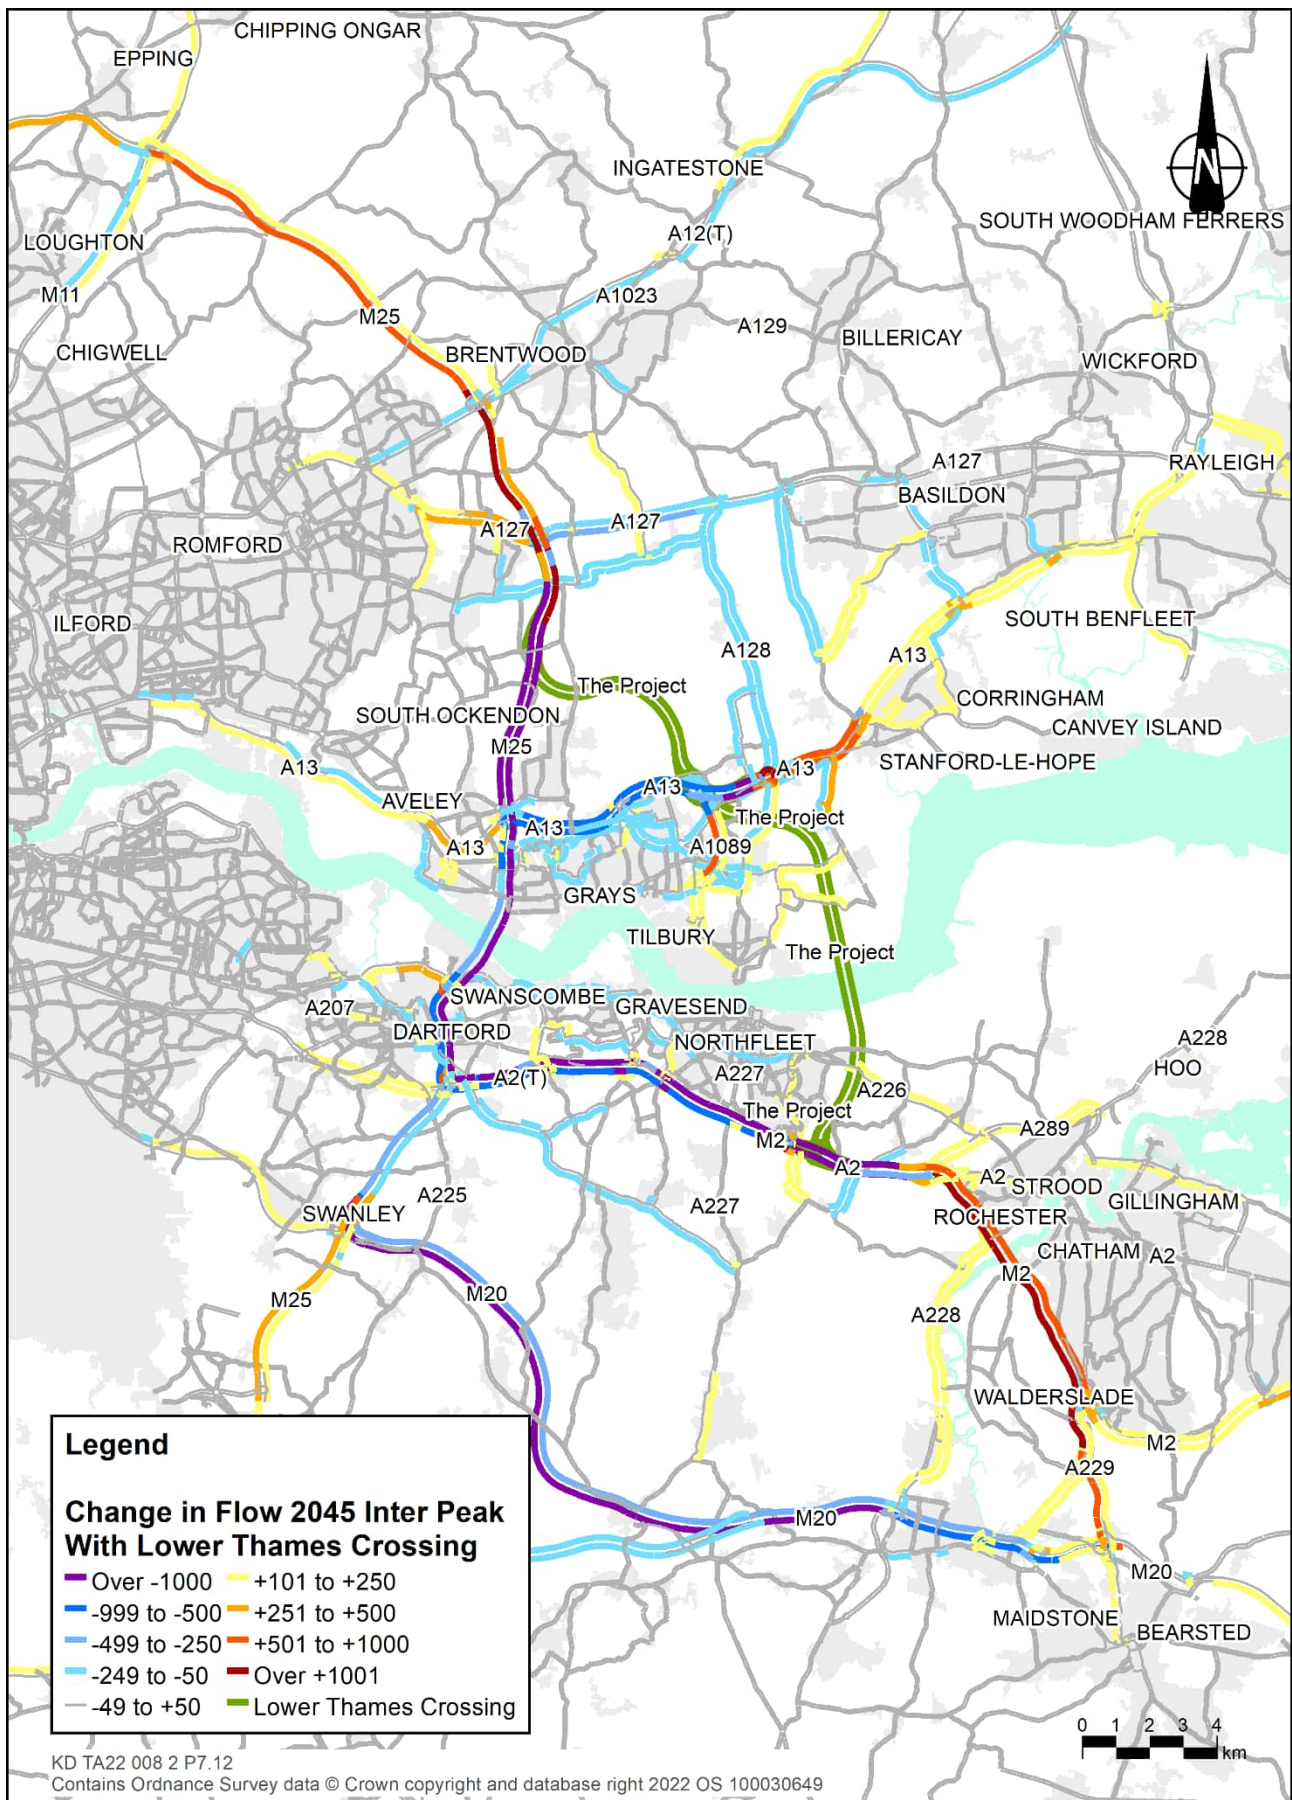 CHIPPING ONGAR
EPPING
N
INGATESTONE
SOUTH WOODHAM FERRERS
A12(T)
LOUGHTON
M11
A1023
M25
A129
BILLERICAY
CHIGWELL
BRENTWOOD
WICKFORD
A127
RAYLEIGH
BASILDON
A127
A127
ROMFORD
ILFORD
SOUTH BENFLEET
A128
A13
The Project
CORRINGHAM
SOUTH OCKENDON
CANVEY ISLAND
M25
STANFORD-LE-HOPE
A13
A13
A13
AVELEY
The Project
A13
A13
A1089
GRAYS
TILBURY
The Project
SWANSCOMBE
A207
GRAVESEND
DARTFORD
NORTHFLEET
A228
HOO
A2(T)
A227
A226
The Project
A289
M2
A2
A2
STROOD
A225
GILLINGHAM
A227
SWANLEY
ROCHESTER
CHATHAM
A2
M2
M20
M25
A228
WALDERSLADE
M2
A229
M20
M20
MAIDSTONE
BEARSTED
Legend
Change in Flow 2045 Inter Peak
With Lower Thames Crossing
Over -1000 +101 to +250
-999 to -500 +251 to +500
-499 to -250 +501 to +1000
-249 to -50 Over +1001
-49 to +50 Lower Thames Crossing
0 1 2 3 4
km
KD TA22 008 2 P7.12
Contains Ordnance Survey data © Crown copyright and database right 2022 OS 100030649